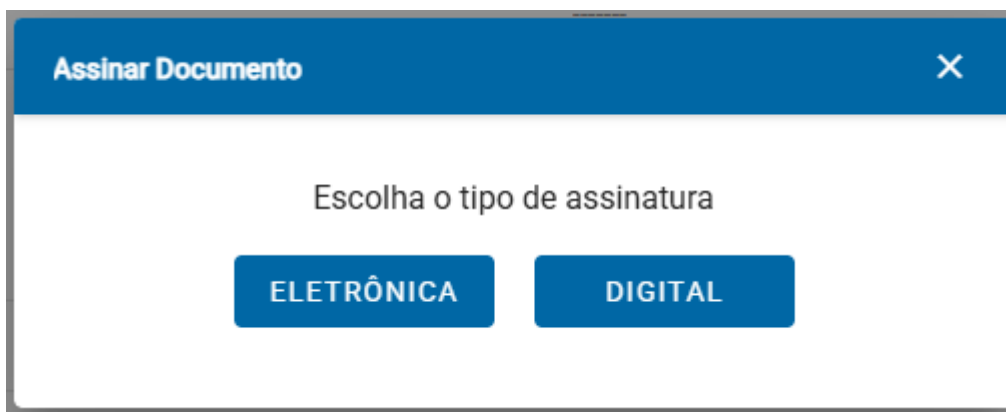 Assinar Documento
Escolha o tipo de assinatura
ELETRÔNICA
DIGITAL